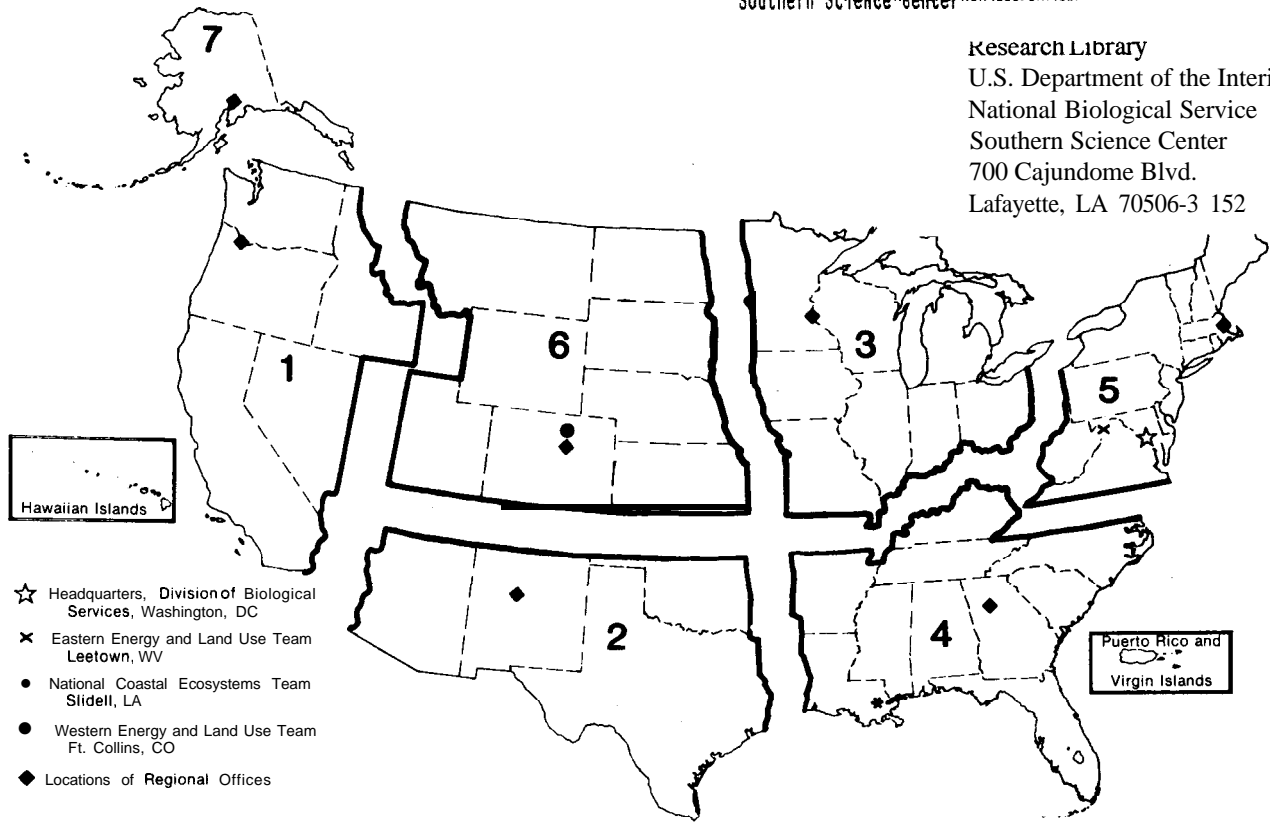 Southern Science Center
Research Library
U.S. Department of the Interi
National Biological Service
Southern Science Center
700 Cajundome Blvd.
Lafayette, LA 70506-3 152
7
1
6
3
5
2
4
Hawaiian Islands
Puerto Rico and
Virgin Islands
Headquarters, Division of Biological
Services, Washington, DC
Eastern Energy and Land Use Team
Leetown, WV
National Coastal Ecosystems Team
Slidell, LA
Western Energy and Land Use Team
Ft. Collins, CO
Locations of Regional Offices